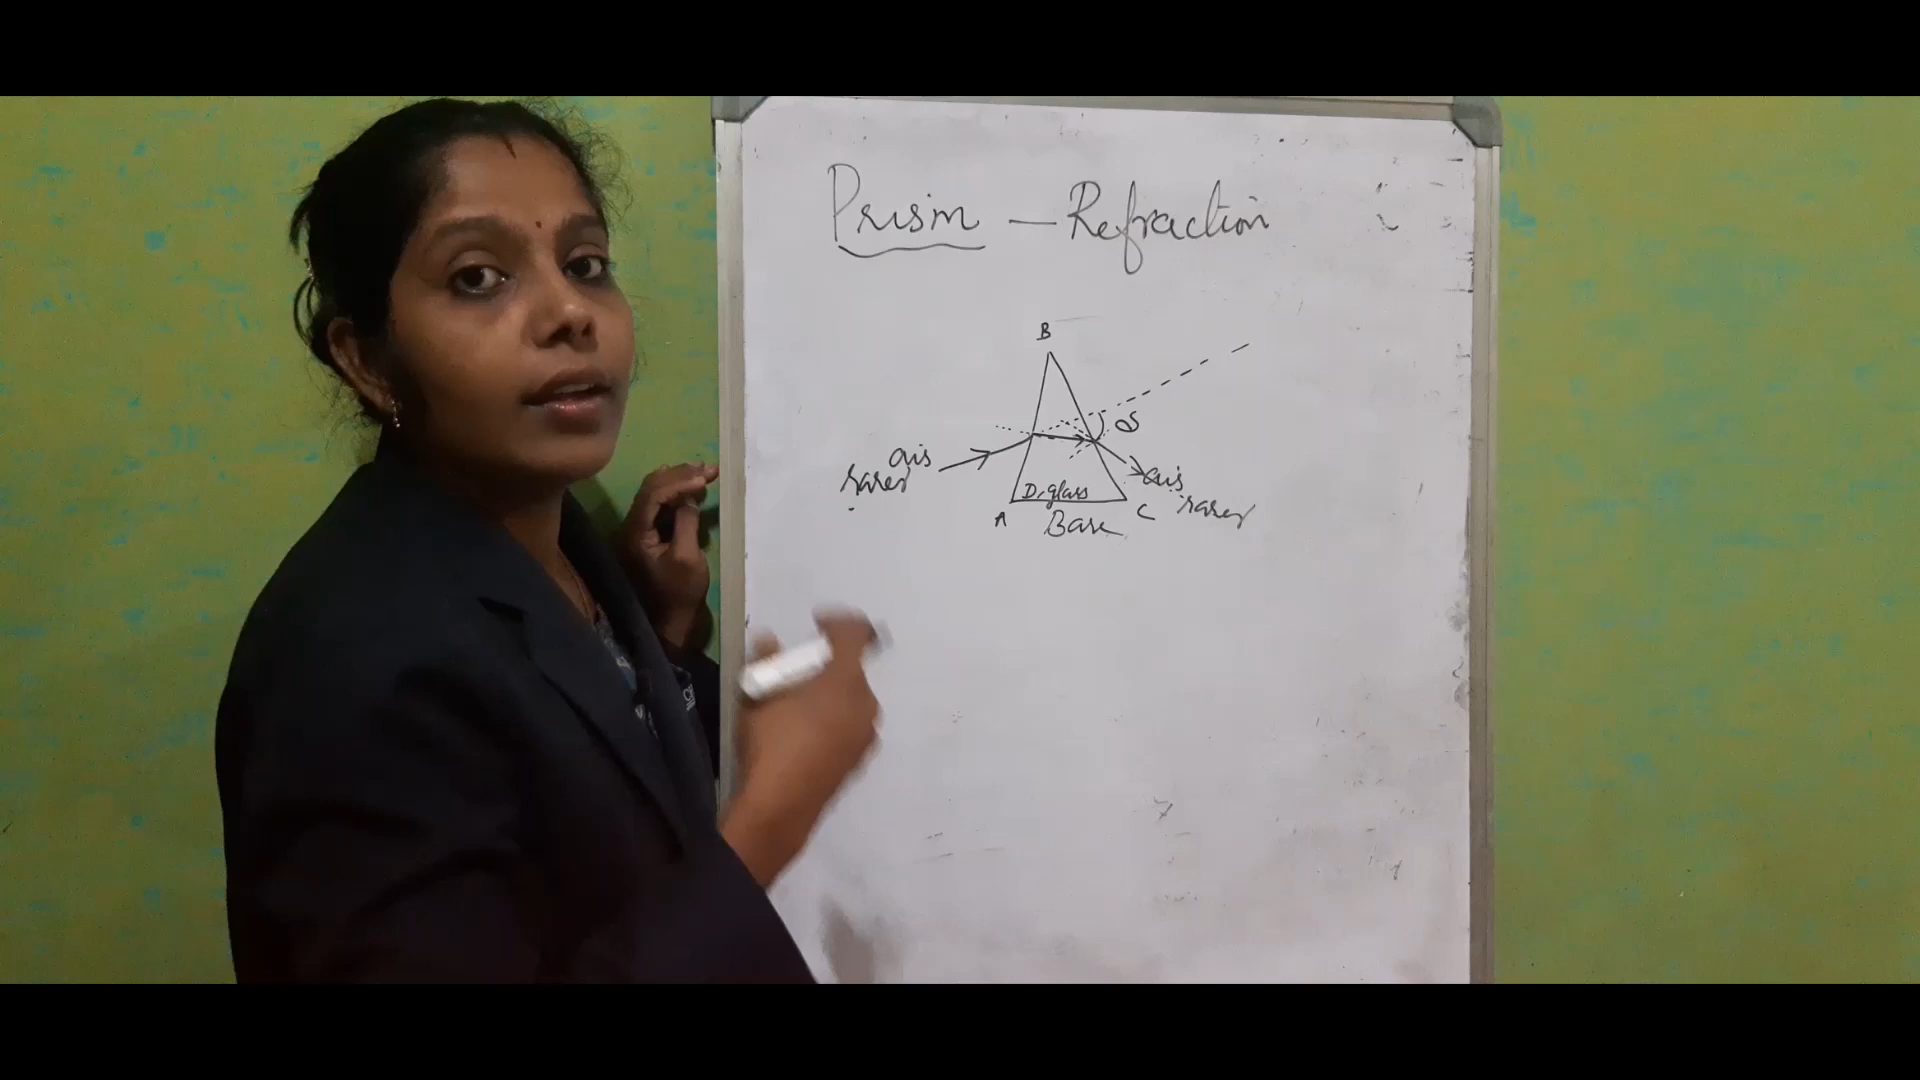 Prism — Refraction
B
δ
air
rarer
air
rarer
D, glass
A
C
Base